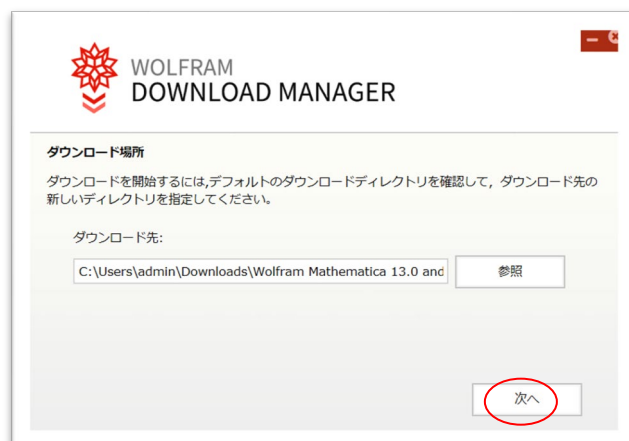 WOLFRAM
DOWNLOAD MANAGER
ダウンロード場所
ダウンロードを開始するには,デフォルトのダウンロードディレクトリを確認して，ダウンロード先の
新しいディレクトリを指定してください。
ダウンロード先:
C:\Users\admin\Downloads\Wolfram Mathematica 13.0 and
参照
次へ